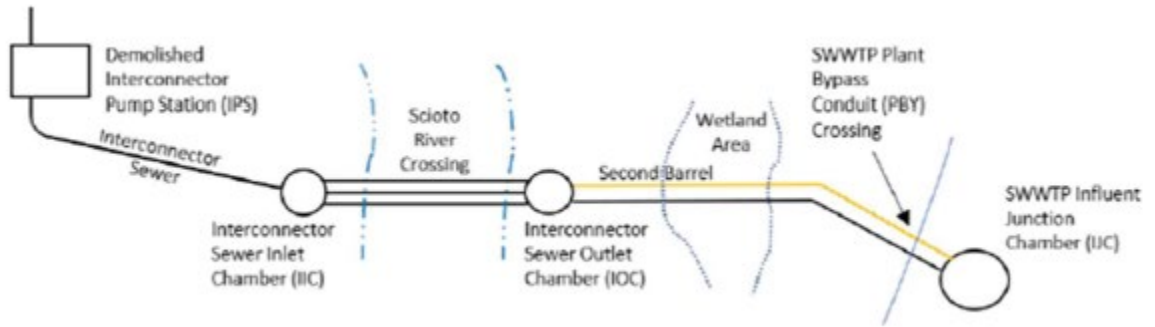 Demolished
Interconnector
Pump Station (IPS)
Interconnector
Sewer
Scioto
River
Crossing
Interconnector
Sewer Inlet
Chamber (IIC)
Interconnector
Sewer Outlet
Chamber (IOC)
Second Barrel
Wetland
Area
SWWTP Plant
Bypass
Conduit (PBY)
Crossing
SWWTP Influent
Junction
Chamber (IJC)